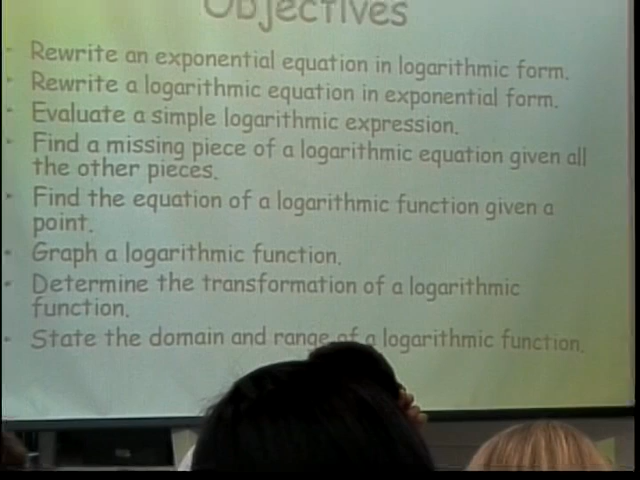 Objectives
- Rewrite an exponential equation in logarithmic form.
- Rewrite a logarithmic equation in exponential form.
- Evaluate a simple logarithmic expression.
- Find a missing piece of a logarithmic equation given all
the other pieces.
- Find the equation of a logarithmic function given a
point.
- Graph a logarithmic function.
- Determine the transformation of a logarithmic
function.
- State the domain and range of a logarithmic function.